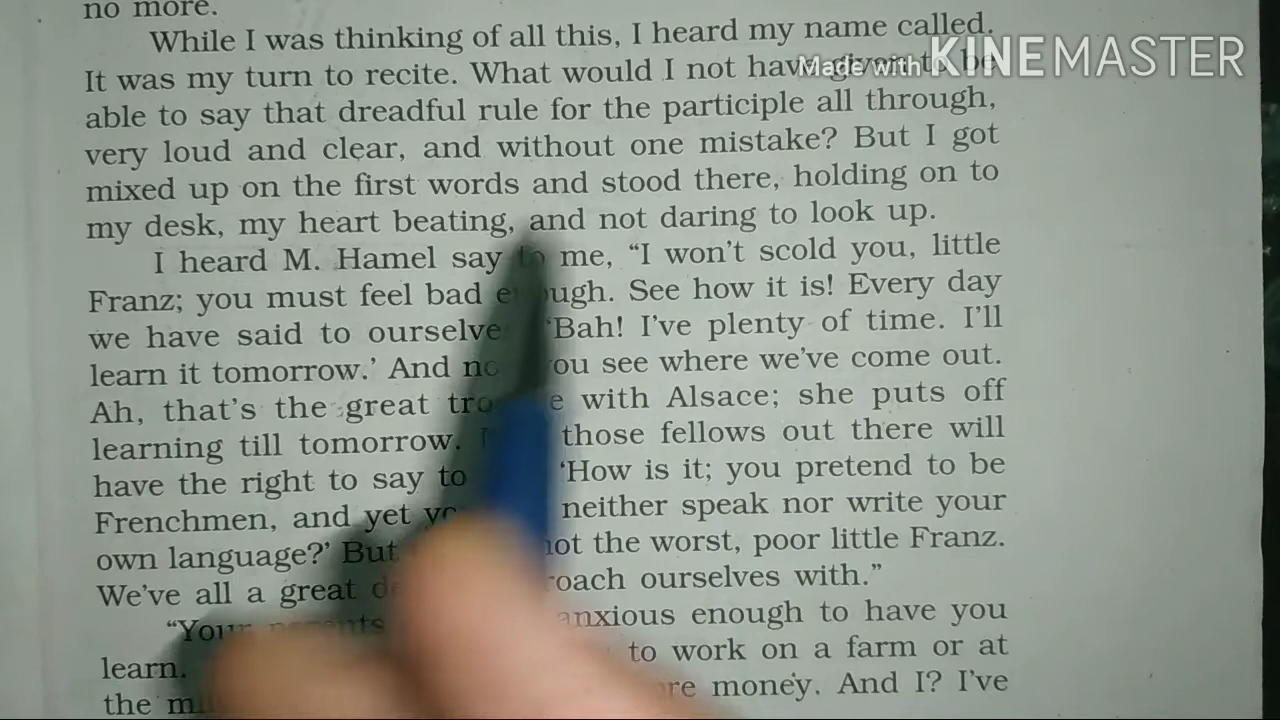 no more.
While I was thinking of all this, I heard my name called.
Made with KINEMASTER
It was my turn to recite. What would I not have given to be
able to say that dreadful rule for the participle all through,
very loud and clear, and without one mistake? But I got
mixed up on the first words and stood there, holding on to
my desk, my heart beating, and not daring to look up.
I heard M. Hamel say to me, “I won’t scold you, little
Franz; you must feel bad enough. See how it is! Every day
we have said to ourselve ‘Bah! I’ve plenty of time. I’ll
learn it tomorrow.’ And you see where we’ve come out.
Ah, that’s the great with Alsace; she puts off
learning till tomorrow. those fellows out there will
have the right to say to ‘How is it; you pretend to be
Frenchmen, and yet neither speak nor write your
own language?’ But not the worst, poor little Franz.
We’ve all a great ourselves with.”
“Your parents anxious enough to have you
learn. to work on a farm or at
the money. And I? I’ve